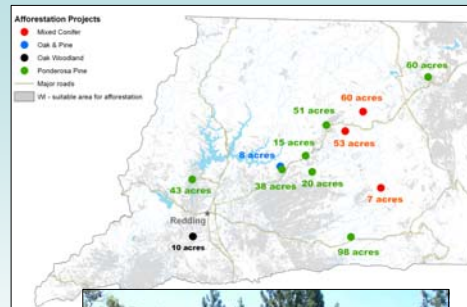 Afforestation Projects
Mixed Conifer
Oak & Pine
Oak Woodland
Ponderosa Pine
Major roads
WI - suitable area for afforestation
60 acres
60 acres
51 acres
53 acres
15 acres
8 acres
43 acres
38 acres
20 acres
7 acres
Redding
10 acres
98 acres